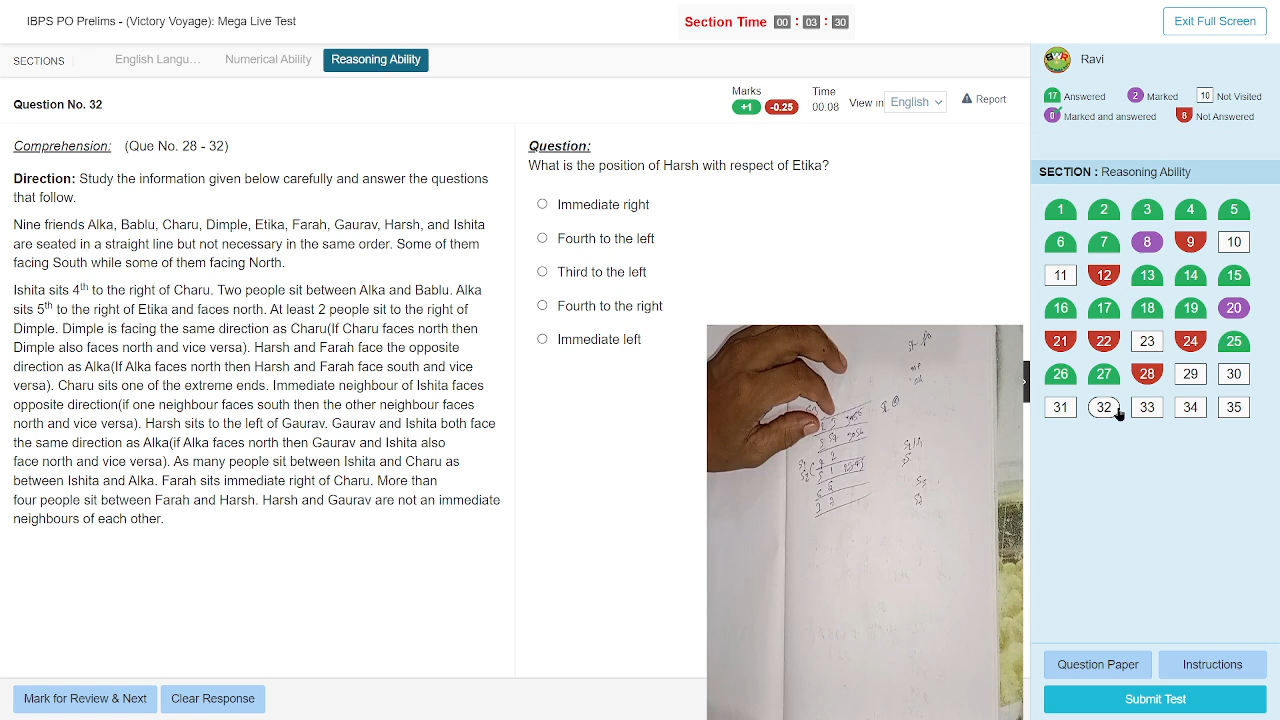 IBPS PO Prelims - (Victory Voyage): Mega Live Test
Section Time 00 : 03 : 30
Exit Full Screen
SECTIONS
English Langu...
Numerical Ability
Reasoning Ability
Ravi
Question No. 32
Marks
+1 -0.25
Time
00:08
View in English
Report
17 Answered
2 Marked
10 Not Visited
0 Marked and answered
8 Not Answered
Comprehension: (Que No. 28 - 32)
Direction: Study the information given below carefully and answer the questions
that follow.
Nine friends Alka, Bablu, Charu, Dimple, Etika, Farah, Gaurav, Harsh, and Ishita
are seated in a straight line but not necessary in the same order. Some of them
facing South while some of them facing North.
Ishita sits 4th to the right of Charu. Two people sit between Alka and Bablu. Alka
sits 5th to the right of Eika and faces north. At least 2 people sit to the right of
Dimple. Dimple is facing the same direction as Charu(If Charu faces north then
Dimple also faces north and vice versa). Harsh and Farah face the opposite
direction as Alka(if Alka faces north then Harsh and Farah face south and vice
versa). Charu sits one of the extreme ends. Immediate neighbour of Ishita faces
opposite direction(if one neighbour faces south then the other neighbour faces
north and vice versa). Harsh sits to the left of Gaurav. Gaurav and Ishita both face
the same direction as Alka(if Alka faces north then Gaurav and Ishita also
face north and vice versa). As many people sit between Ishita and Charu as
between Ishita and Alka. Farah sits immediate right of Charu. More than
four people sit between Farah and Harsh. Harsh and Gaurav are not an immediate
neighbours of each other.
Question:
What is the position of Harsh with respect of Etika?
Immediate right
Fourth to the left
Third to the left
Fourth to the right
Immediate left
SECTION : Reasoning Ability
1 2 3 4 5
6 7 8 9 10
11 12 13 14 15
16 17 18 19 20
21 22 23 24 25
26 27 28 29 30
31 32 33 34 35
Mark for Review & Next
Clear Response
Question Paper
Instructions
Submit Test